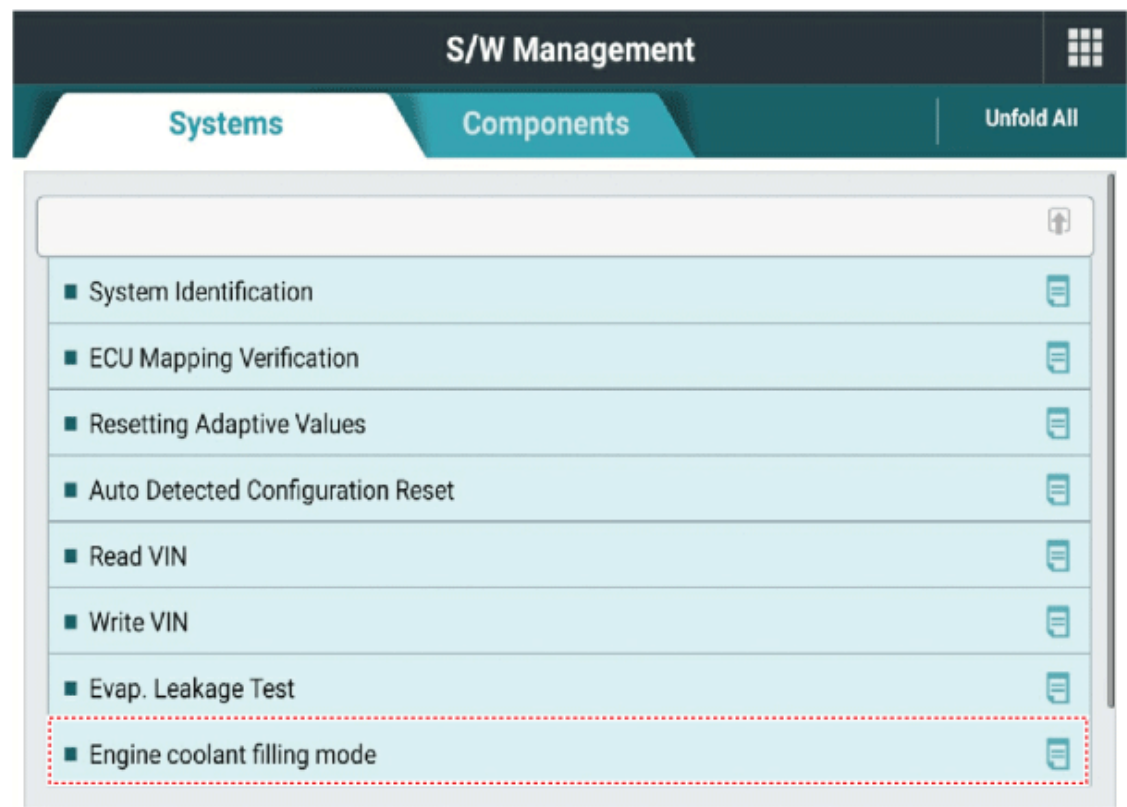 S/W Management
Systems
Components
Unfold All
System Identification
ECU Mapping Verification
Resetting Adaptive Values
Auto Detected Configuration Reset
Read VIN
Write VIN
Evap. Leakage Test
Engine coolant filling mode